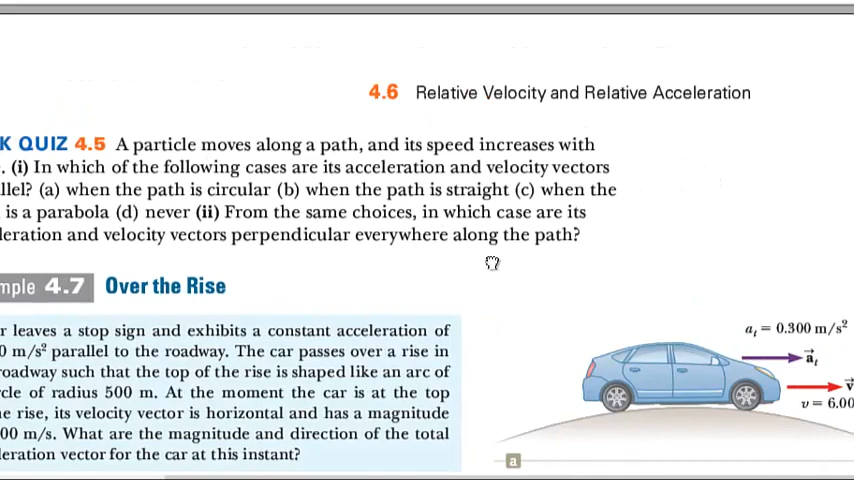 4.6 Relative Velocity and Relative Acceleration
K QUIZ 4.5 A particle moves along a path, and its speed increases with
. (i) In which of the following cases are its acceleration and velocity vectors
llel? (a) when the path is circular (b) when the path is straight (c) when the
is a parabola (d) never (ii) From the same choices, in which case are its
leration and velocity vectors perpendicular everywhere along the path?
mple 4.7 Over the Rise
r leaves a stop sign and exhibits a constant acceleration of
0 m/s² parallel to the roadway. The car passes over a rise in
roadway such that the top of the rise is shaped like an arc of
cle of radius 500 m. At the moment the car is at the top
he rise, its velocity vector is horizontal and has a magnitude
00 m/s. What are the magnitude and direction of the total
leration vector for the car at this instant?
aₜ = 0.300 m/s²
a⃗ₜ
v⃗
v = 6.00
a